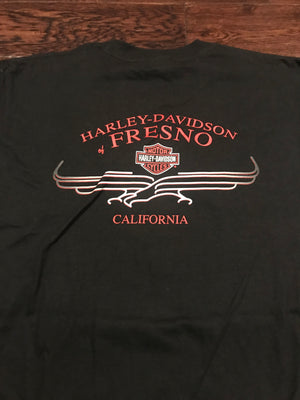 HARLEY-DAVIDSON
of FRESNO
MOTOR
HARLEY-DAVIDSON
CYCLES
CALIFORNIA